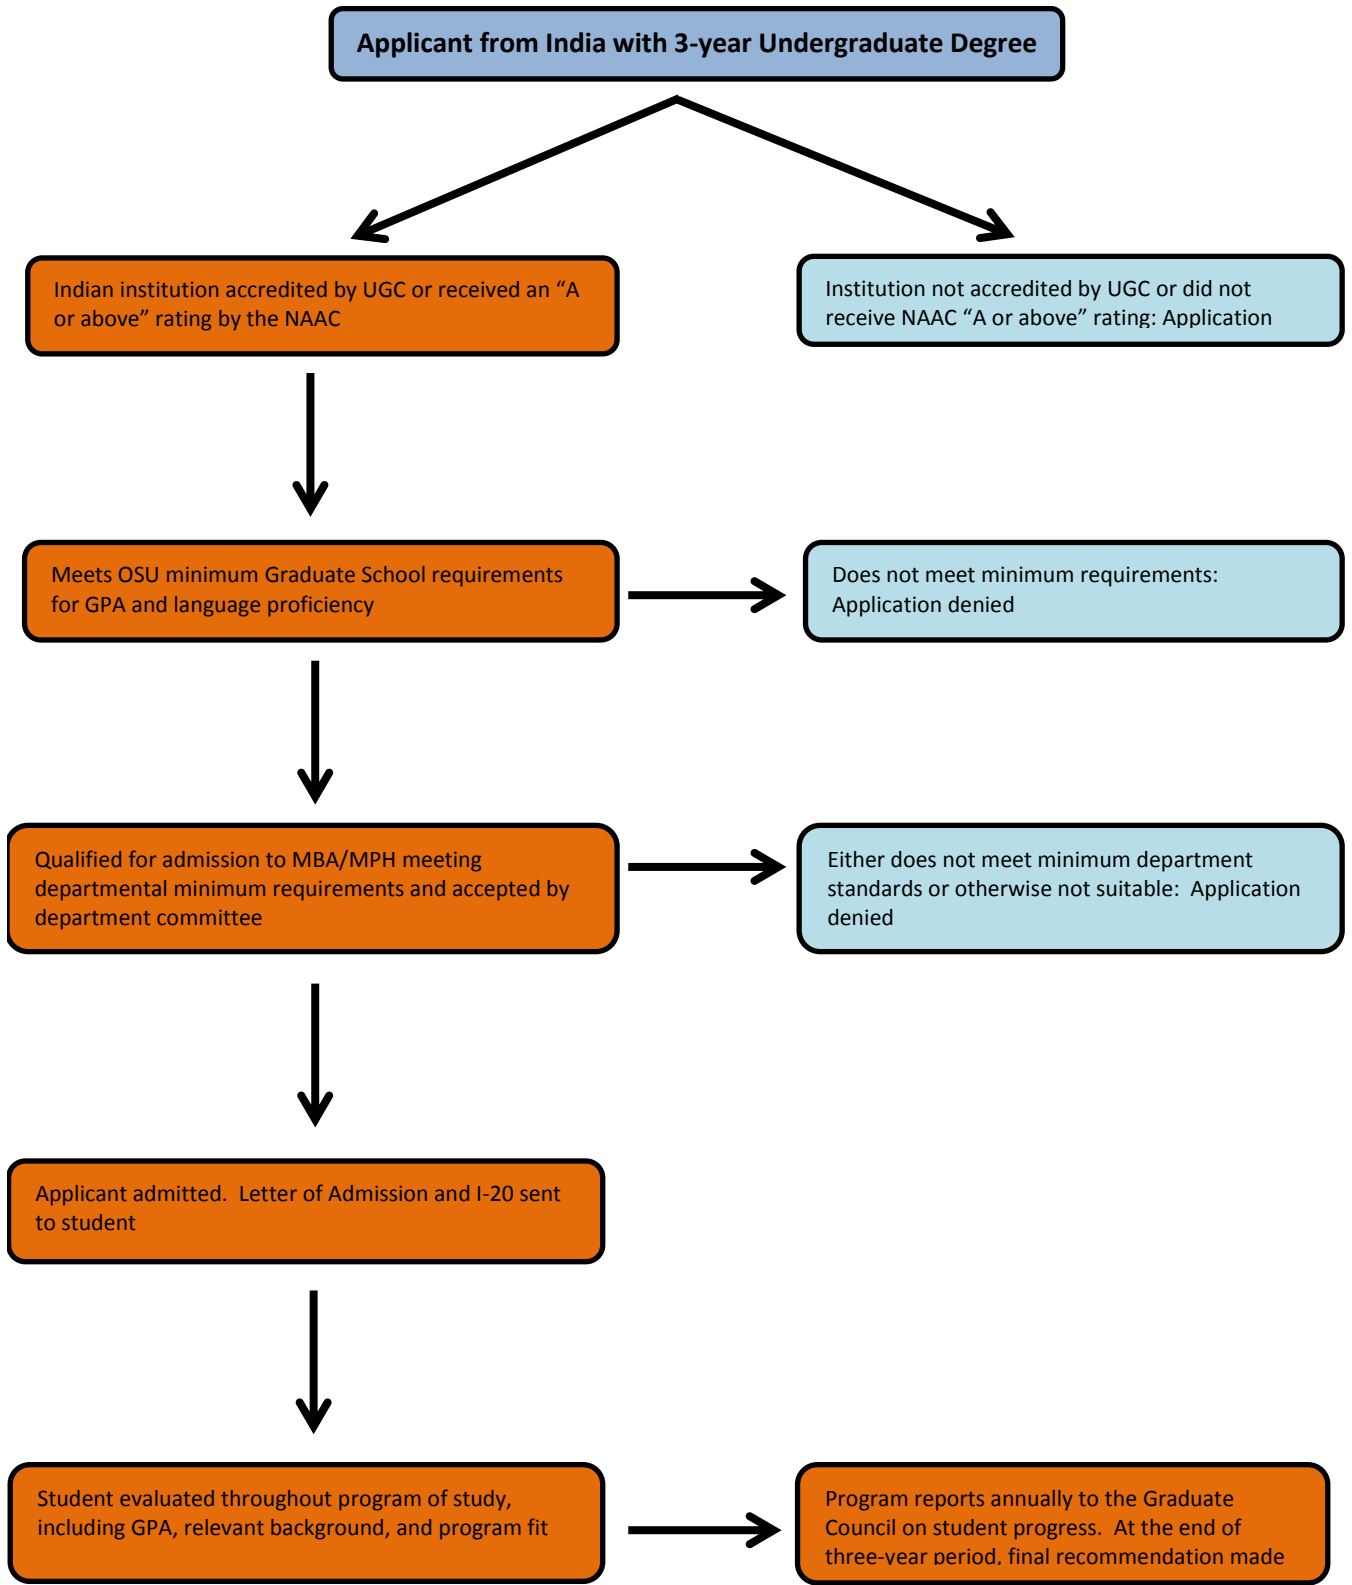 Applicant from India with 3-year Undergraduate Degree
Indian institution accredited by UGC or received an “A
or above” rating by the NAAC
Institution not accredited by UGC or did not
receive NAAC “A or above” rating: Application
Meets OSU minimum Graduate School requirements
for GPA and language proficiency
Does not meet minimum requirements:
Application denied
Qualified for admission to MBA/MPH meeting
departmental minimum requirements and accepted by
department committee
Either does not meet minimum department
standards or otherwise not suitable:  Application
denied
Applicant admitted.  Letter of Admission and I-20 sent
to student
Student evaluated throughout program of study,
including GPA, relevant background, and program fit
Program reports annually to the Graduate
Council on student progress.  At the end of
three-year period, final recommendation made